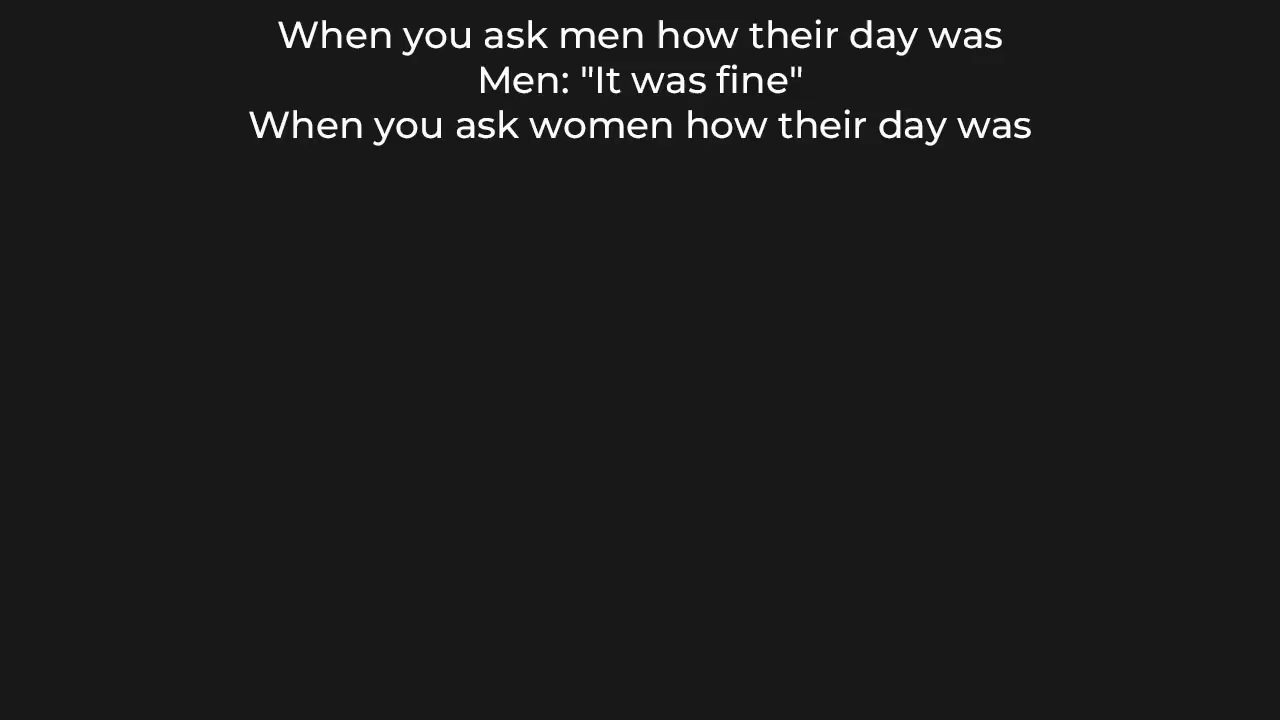 When you ask men how their day was
Men: "It was fine"
When you ask women how their day was